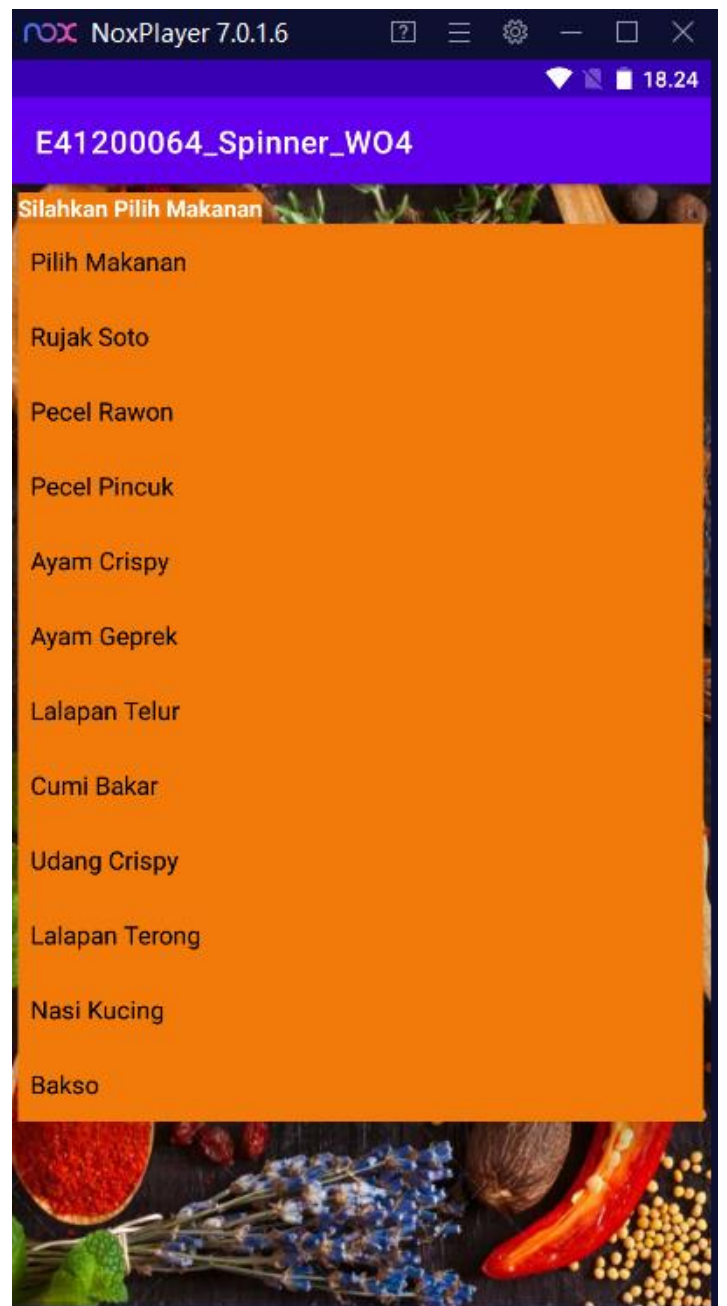 nox NoxPlayer 7.0.1.6
18.24
E41200064_Spinner_WO4
Silahkan Pilih Makanan
Pilih Makanan
Rujak Soto
Pecel Rawon
Pecel Pincuk
Ayam Crispy
Ayam Geprek
Lalapan Telur
Cumi Bakar
Udang Crispy
Lalapan Terong
Nasi Kucing
Bakso